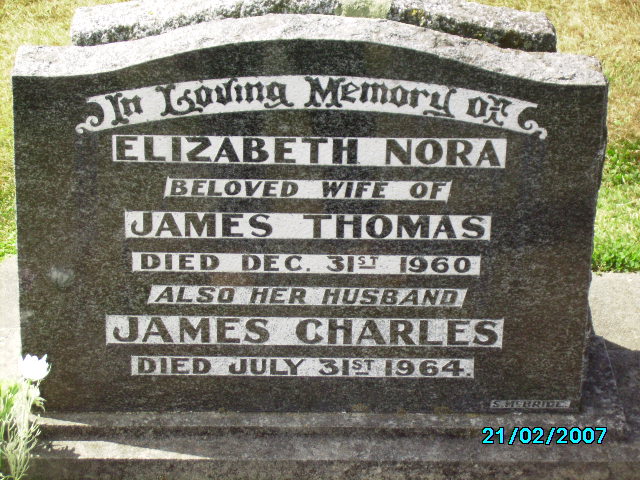 In Loving Memory of
ELIZABETH NORA
BELOVED WIFE OF
JAMES THOMAS
DIED DEC. 31ST 1960
ALSO HER HUSBAND
JAMES CHARLES
DIED JULY 31ST 1964.
S. McBRIDE
21/02/2007